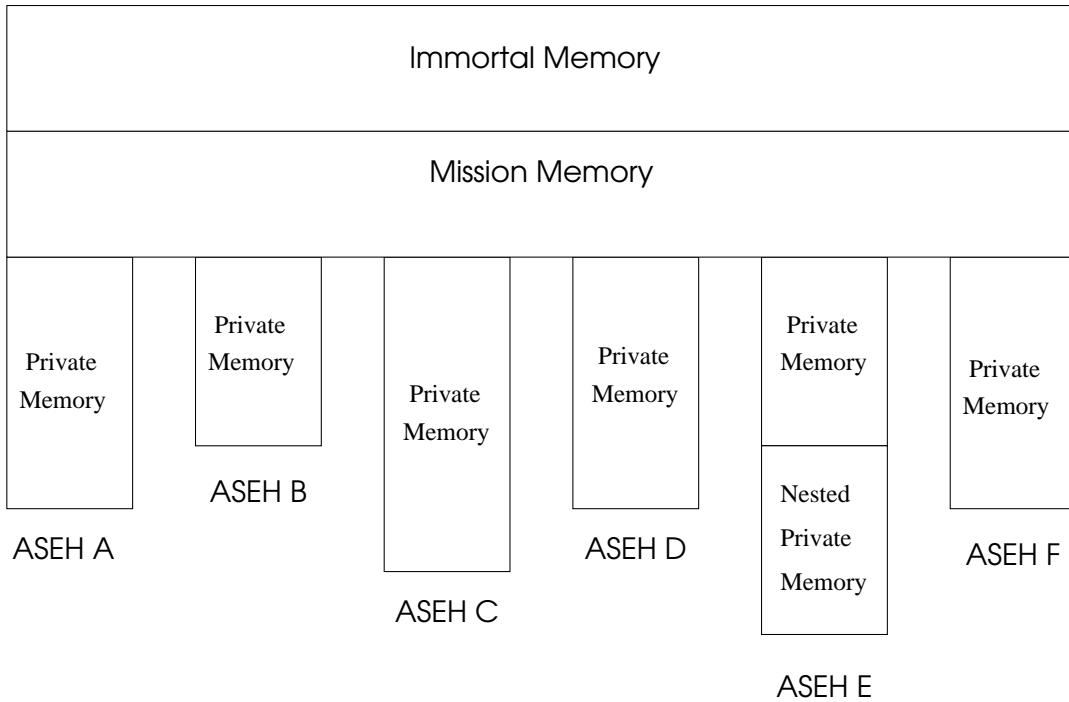 Immortal Memory
Mission Memory
Private
Memory
ASEH A
Private
Memory
ASEH B
Private
Memory
ASEH C
Private
Memory
ASEH D
Private
Memory
Nested
Private
Memory
ASEH E
Private
Memory
ASEH F